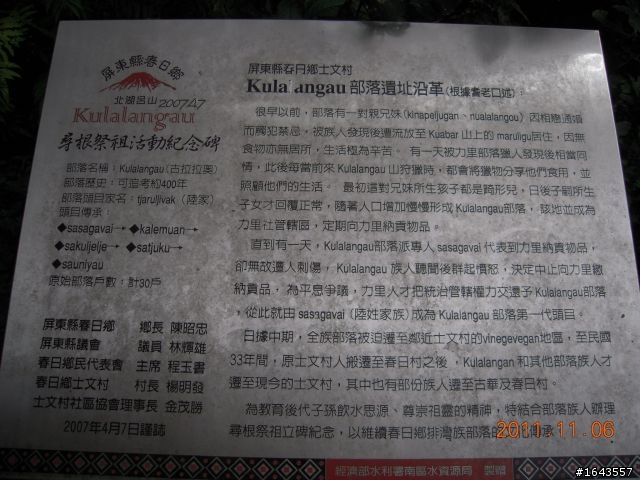 屏東縣春日鄉
北湖呂山
2007.4.7
Kulalangau
尋根祭祖活動紀念碑
部落名稱：Kulalangau(古拉拉奧)
部落歷史：可追考約400年
部落頭目家名：tjaruljivak(陸家)
頭目傳承：
◆sasagavai→◆kalemuan→
◆sakuljelje→◆satjuku→
◆sauniyau
原始部落戶數：計30戶
屏東縣春日鄉 鄉長 陳昭忠
屏東縣議會 議員 林輝雄
春日鄉民代表會 主席 程玉書
春日鄉士文村 村長 楊明發
士文村社區協會理事長 金茂勝
2007年4月7日謹誌
屏東縣春日鄉士文村
Kulalangau 部落遺址沿革(根據耆老口述)：
很早以前，部落有一對親兄妹(kinapeljugan、nualalangou)因相戀通婚
而觸犯禁忌，被族人發現後遭流放至Kuabar山上的maruligu居住，因無
食物亦無居所，生活極為辛苦。 有一天被力里部落獵人發現後相當同
情，此後每當前來 Kulalangau 山狩獵時，都會將獵物分享他們食用，並
照顧他們的生活。 最初這對兄妹所生孩子都是畸形兒，日後子嗣所生
子女才回覆正常，隨著人口增加慢慢形成 Kulalangau部落，該地並成為
力里社管轄區，定期向力里納貢物品。
直到有一天，Kulalangau部落派專人 sasagavai 代表到力里納貢物品，
卻無故遭人刺傷，Kulalangau 族人聽聞後群起憤怒，決定中止向力里繳
納貢品，為平息爭議，力里人才把統治管轄權力交還予 Kulalangau部落
，從此就由 sasagavai (陸姓家族)成為 Kulalangau 部落第一代頭目。
日據中期，全族部落被迫遷至鄰近士文村的vinegevegan地區，至民國
33年間，原士文村人搬遷至春日村之後，Kulalangan 和其他部落族人才
遷至現今的士文村，其中也有部份族人遷至古華及春日村。
為教育後代子孫飲水思源、尊崇祖靈的精神，特結合部落族人辦理
尋根祭祖立碑紀念，以維續春日鄉排灣族部落的傳承
2011.11.06
經濟部水利署南區水資源局 製贈
#1643557